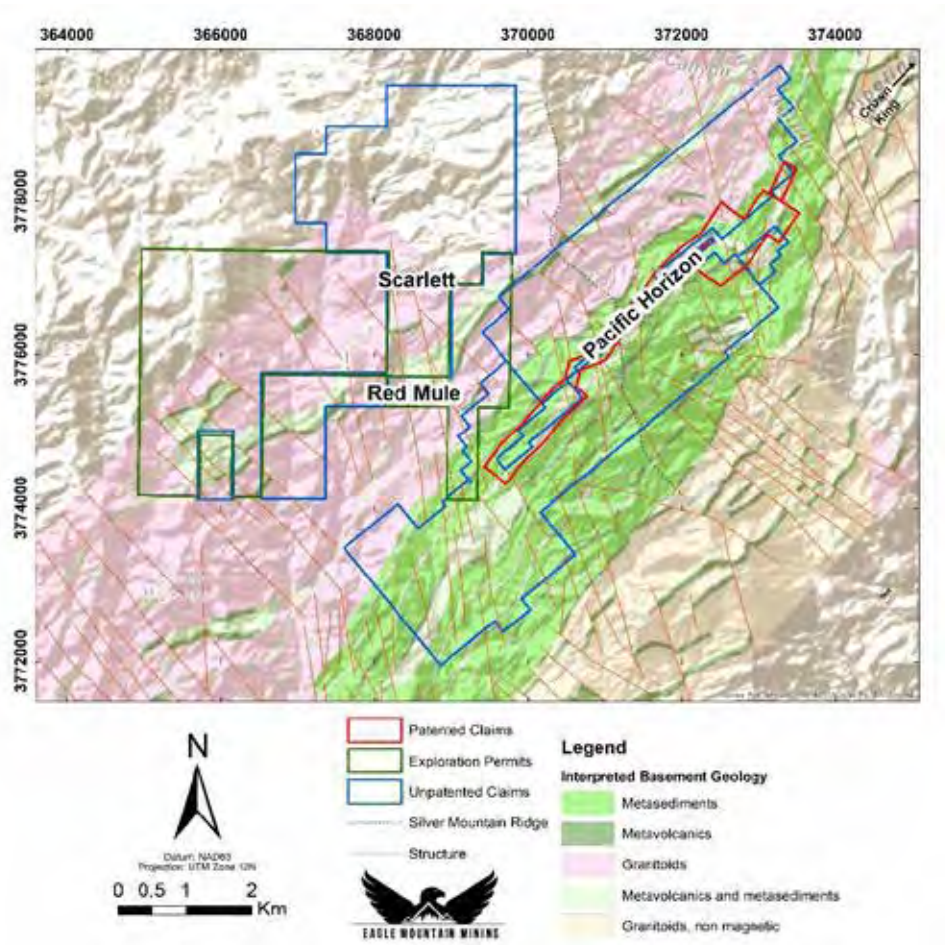 364000 366000 368000 370000 372000 374000
Crown
King
3778000
Scarlett
Pacific Horizon
3776000
Red Mule
3774000
3772000
N
Datum: NAD83
Projection: UTM Zone 12N
0 0.5 1 2
Km
Patented Claims
Exploration Permits
Unpatented Claims
Silver Mountain Ridge
Structure
EAGLE MOUNTAIN MINING
Legend
Interpreted Basement Geology
Metasediments
Metavolcanics
Granitoids
Metavolcanics and metasediments
Granitoids, non magnetic